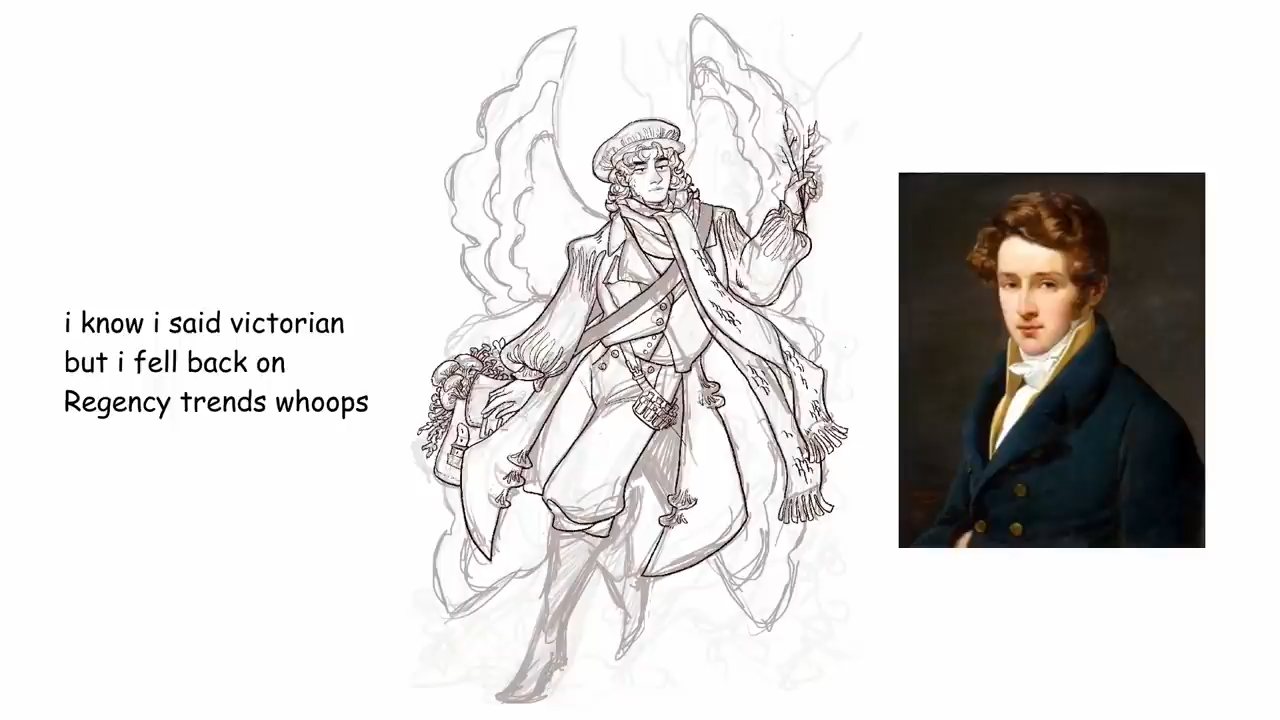 i know i said victorian
but i fell back on
Regency trends whoops